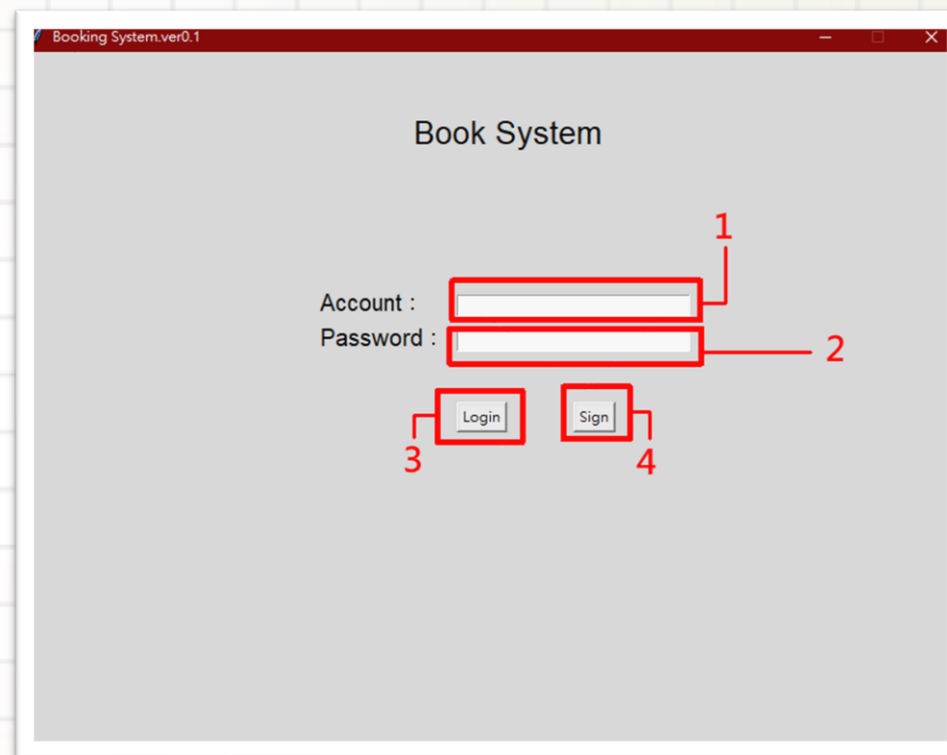 Booking System.ver0.1
Book System
1
Account :
Password :
2
Login Sign
3 4